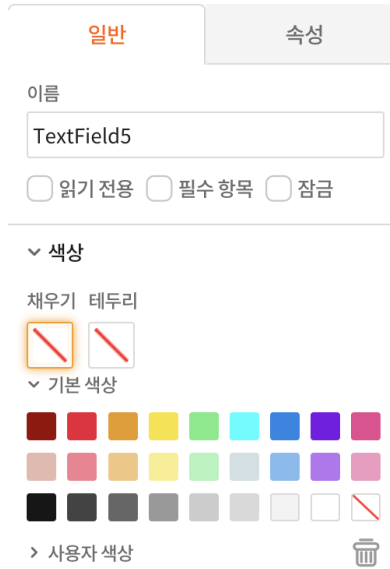 일반 속성
이름
TextField5
읽기 전용 필수 항목 잠금
색상
채우기 테두리
기본 색상
사용자 색상